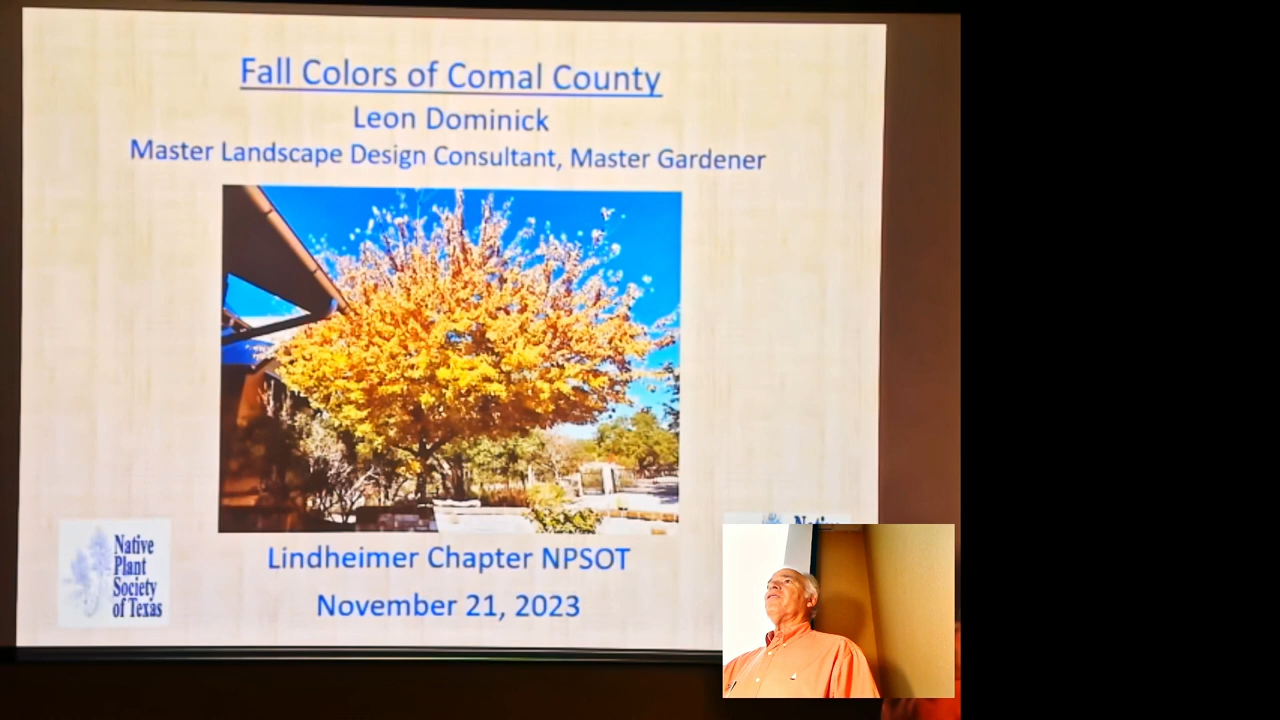 Fall Colors of Comal County
Leon Dominick
Master Landscape Design Consultant, Master Gardener
Native
Plant
Society
of Texas
Lindheimer Chapter NPSOT
November 21, 2023
Native